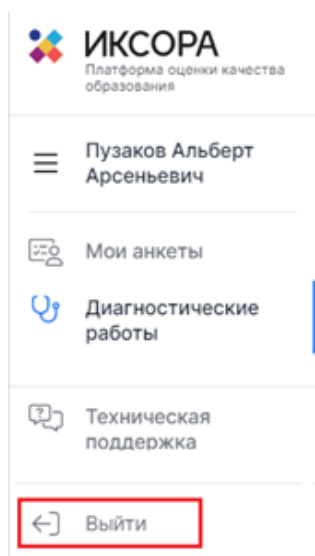 ИКСОРА
Платформа оценки качества
образования
Пузаков Альберт
Арсеньевич
Мои анкеты
Диагностические
работы
Техническая
поддержка
Выйти